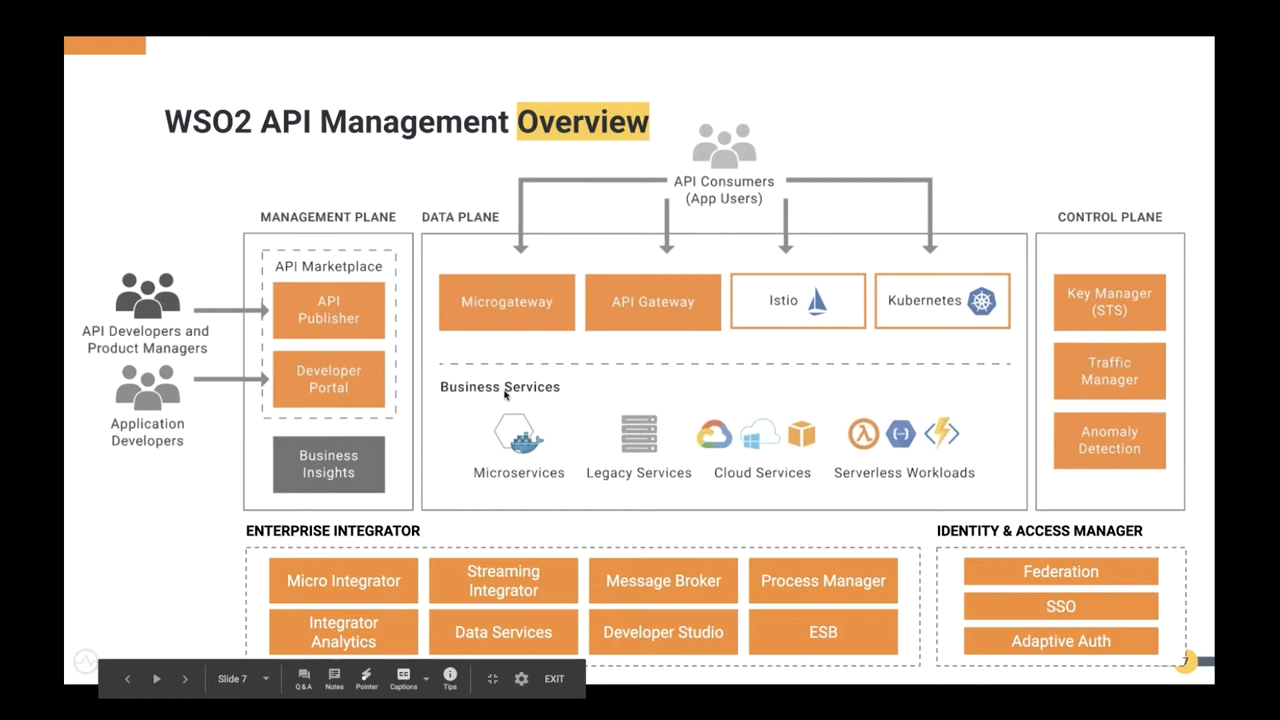 WSO2 API Management Overview
API Consumers
(App Users)
MANAGEMENT PLANE
DATA PLANE
CONTROL PLANE
API Marketplace
API
Publisher
Developer
Portal
Business
Insights
API Developers and
Product Managers
Application
Developers
Microgateway
API Gateway
Istio
Kubernetes
Business Services
Microservices
Legacy Services
Cloud Services
Serverless Workloads
Key Manager
(STS)
Traffic
Manager
Anomaly
Detection
ENTERPRISE INTEGRATOR
Micro Integrator
Streaming
Integrator
Message Broker
Process Manager
Integrator
Analytics
Data Services
Developer Studio
ESB
IDENTITY & ACCESS MANAGER
Federation
SSO
Adaptive Auth
7
Slide 7
Q & A
Notes
Pointer
CC
Captions
Tips
EXIT